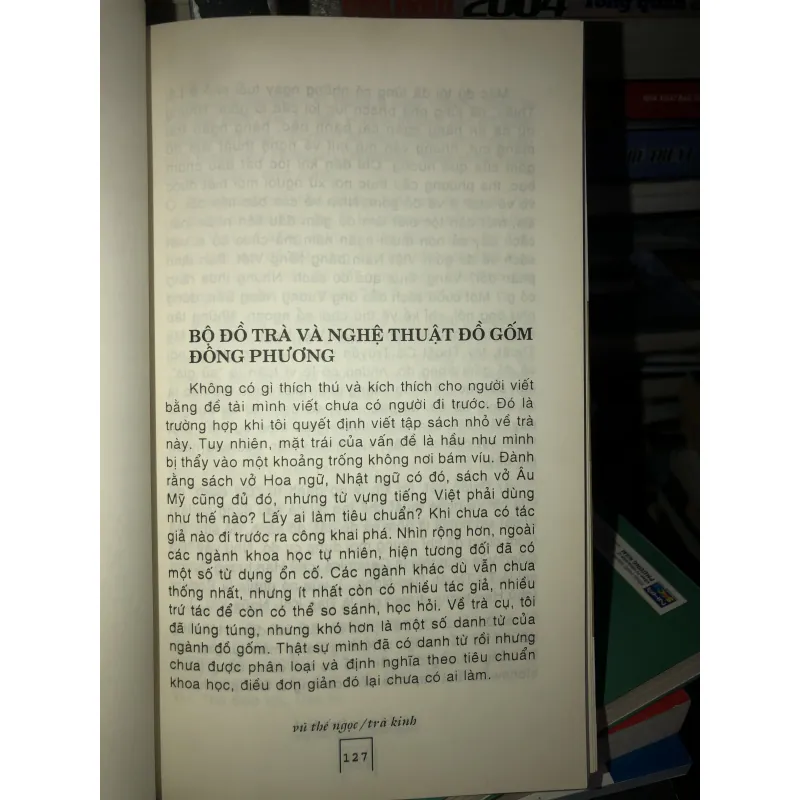 2004
BỘ ĐỒ TRÀ VÀ NGHỆ THUẬT ĐỒ GỐM
ĐÔNG PHƯƠNG
Không có gì thích thú và kích thích cho người viết
bằng đề tài mình viết chưa có người đi trước. Đó là
trường hợp khi tôi quyết định viết tập sách nhỏ về trà
này. Tuy nhiên, mặt trái của vấn đề là hầu như mình
bị thẩy vào một khoảng trống không nơi bám víu. Đành
rằng sách vở Hoa ngữ, Nhật ngữ có đó, sách vở Âu
Mỹ cũng đủ đó, nhưng từ vựng tiếng Việt phải dùng
như thế nào? Lấy ai làm tiêu chuẩn? Khi chưa có tác
giả nào đi trước ra công khai phá. Nhìn rộng hơn, ngoài
các ngành khoa học tự nhiên, hiện tương đối đã có
một số từ dụng ổn cố. Các ngành khác dù vẫn chưa
thống nhất, nhưng ít nhất còn có nhiều tác giả, nhiều
trứ tác để còn có thể so sánh, học hỏi. Về trà cụ, tôi
đã lúng túng, nhưng khó hơn là một số danh từ của
ngành đồ gốm. Thật sự mình đã có danh từ rồi nhưng
chưa được phân loại và định nghĩa theo tiêu chuẩn
khoa học, điều đơn giản đó lại chưa có ai làm.
vũ thế ngọc/trà kinh
127